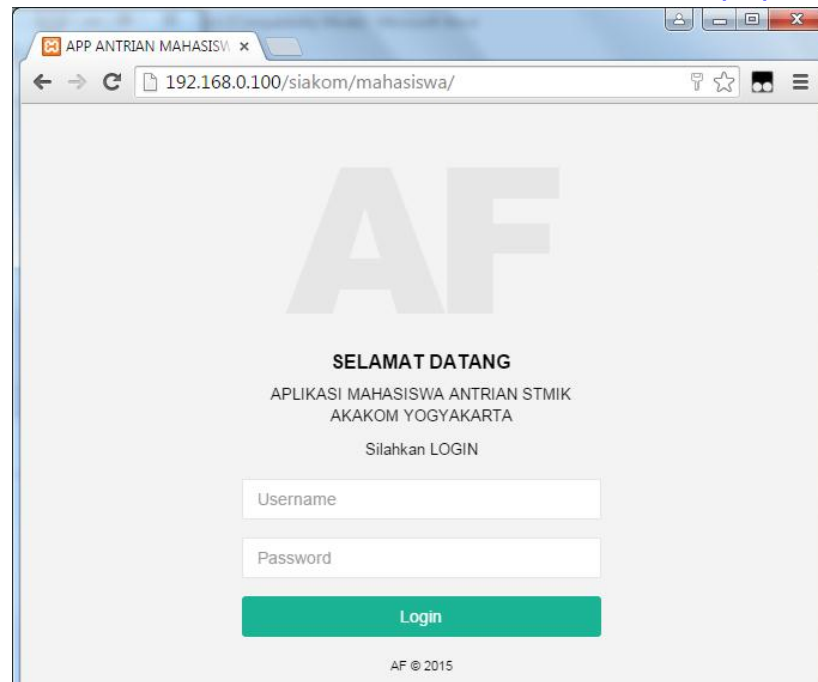 APP ANTRIAN MAHASISW
192.168.0.100/siakom/mahasiswa/
AF
SELAMAT DATANG
APLIKASI MAHASISWA ANTRIAN STMIK
AKAKOM YOGYAKARTA
Silahkan LOGIN
Username
Password
Login
AF © 2015